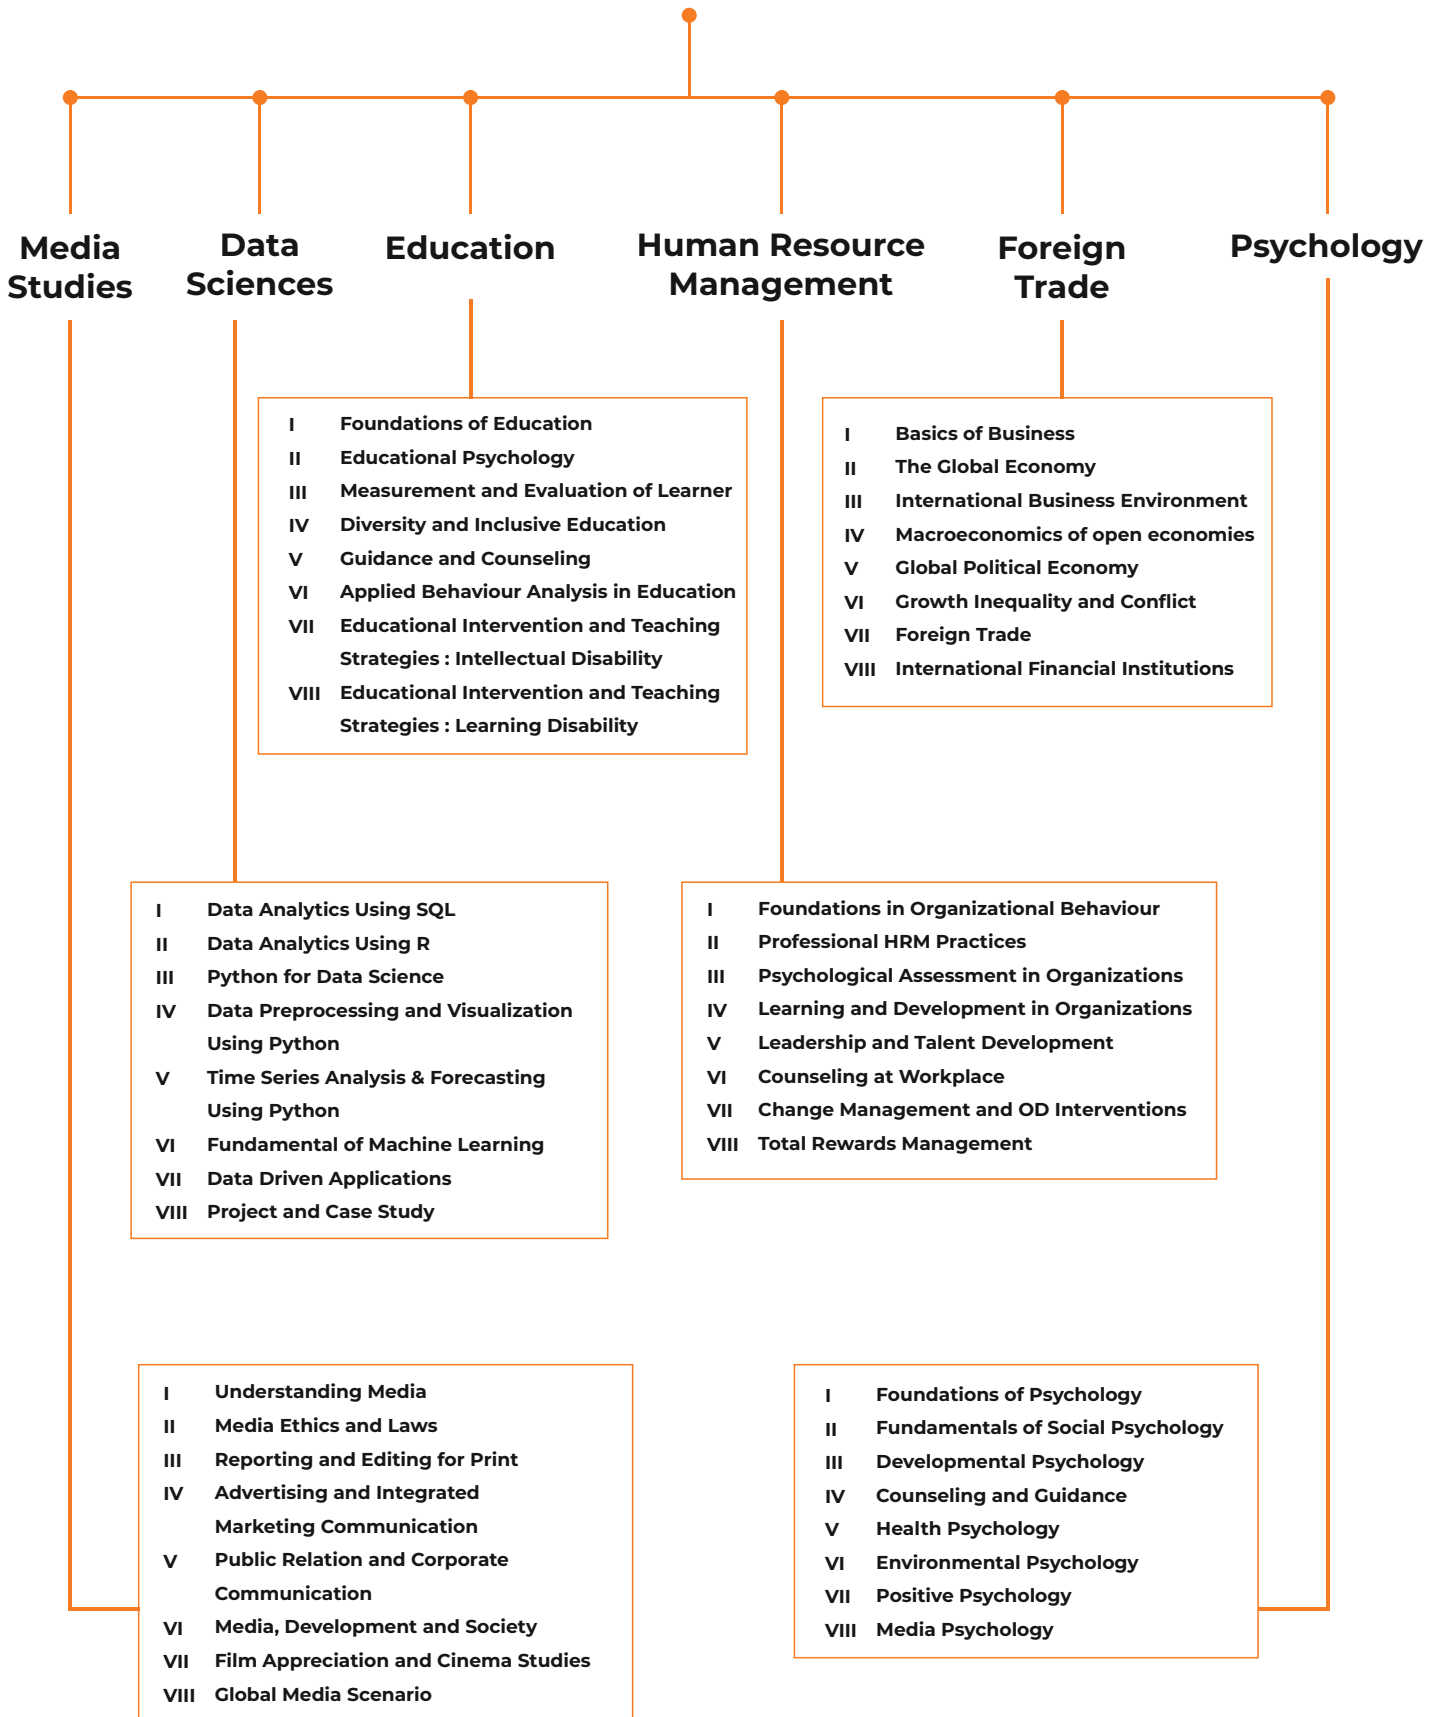 Media
Studies
Data
Sciences
Education
Human Resource
Management
Foreign
Trade
Psychology
I Foundations of Education
II Educational Psychology
III Measurement and Evaluation of Learner
IV Diversity and Inclusive Education
V Guidance and Counseling
VI Applied Behaviour Analysis in Education
VII Educational Intervention and Teaching
Strategies : Intellectual Disability
VIII Educational Intervention and Teaching
Strategies : Learning Disability
I Basics of Business
II The Global Economy
III International Business Environment
IV Macroeconomics of open economies
V Global Political Economy
VI Growth Inequality and Conflict
VII Foreign Trade
VIII International Financial Institutions
I Data Analytics Using SQL
II Data Analytics Using R
III Python for Data Science
IV Data Preprocessing and Visualization
Using Python
V Time Series Analysis & Forecasting
Using Python
VI Fundamental of Machine Learning
VII Data Driven Applications
VIII Project and Case Study
I Foundations in Organizational Behaviour
II Professional HRM Practices
III Psychological Assessment in Organizations
IV Learning and Development in Organizations
V Leadership and Talent Development
VI Counseling at Workplace
VII Change Management and OD Interventions
VIII Total Rewards Management
I Understanding Media
II Media Ethics and Laws
III Reporting and Editing for Print
IV Advertising and Integrated
Marketing Communication
V Public Relation and Corporate
Communication
VI Media, Development and Society
VII Film Appreciation and Cinema Studies
VIII Global Media Scenario
I Foundations of Psychology
II Fundamentals of Social Psychology
III Developmental Psychology
IV Counseling and Guidance
V Health Psychology
VI Environmental Psychology
VII Positive Psychology
VIII Media Psychology